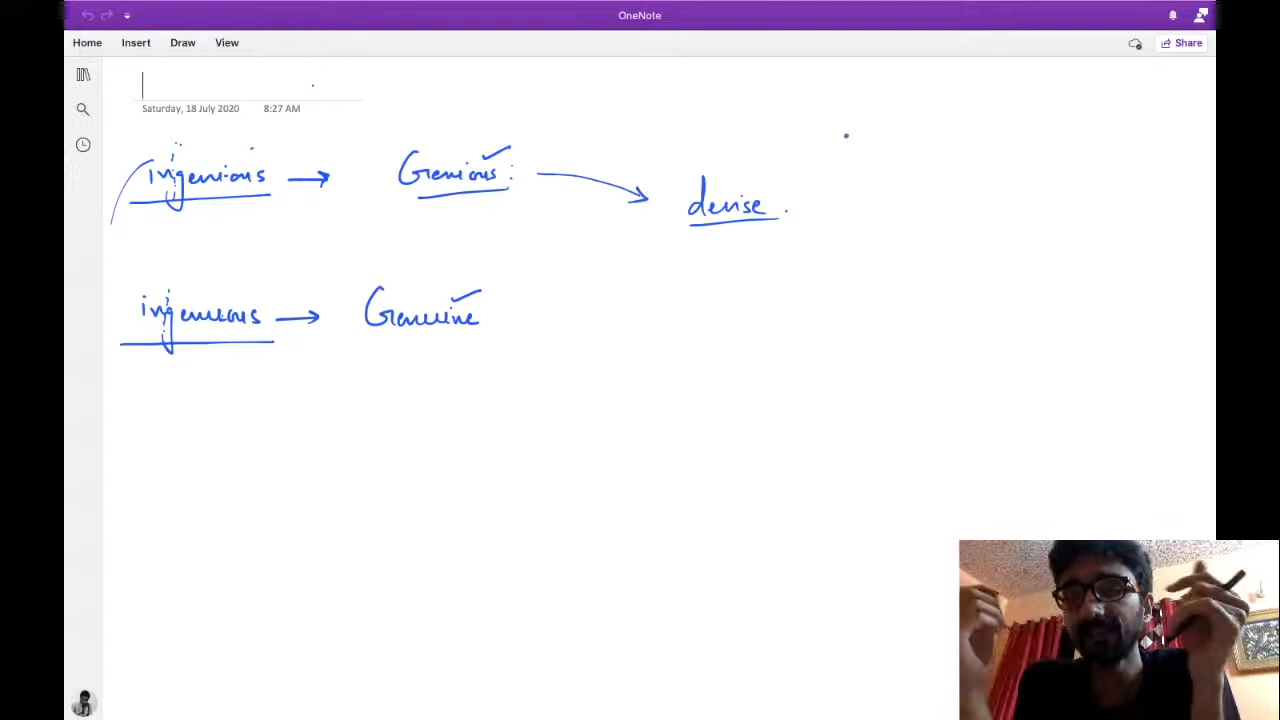 OneNote
Home Insert Draw View Share
Saturday, 18 July 2020 8:27 AM
ingenious → Genious:
devise.
ingenuous → Genuine